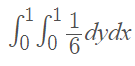 ∫₀¹ ∫₀¹ 1/6 dydx